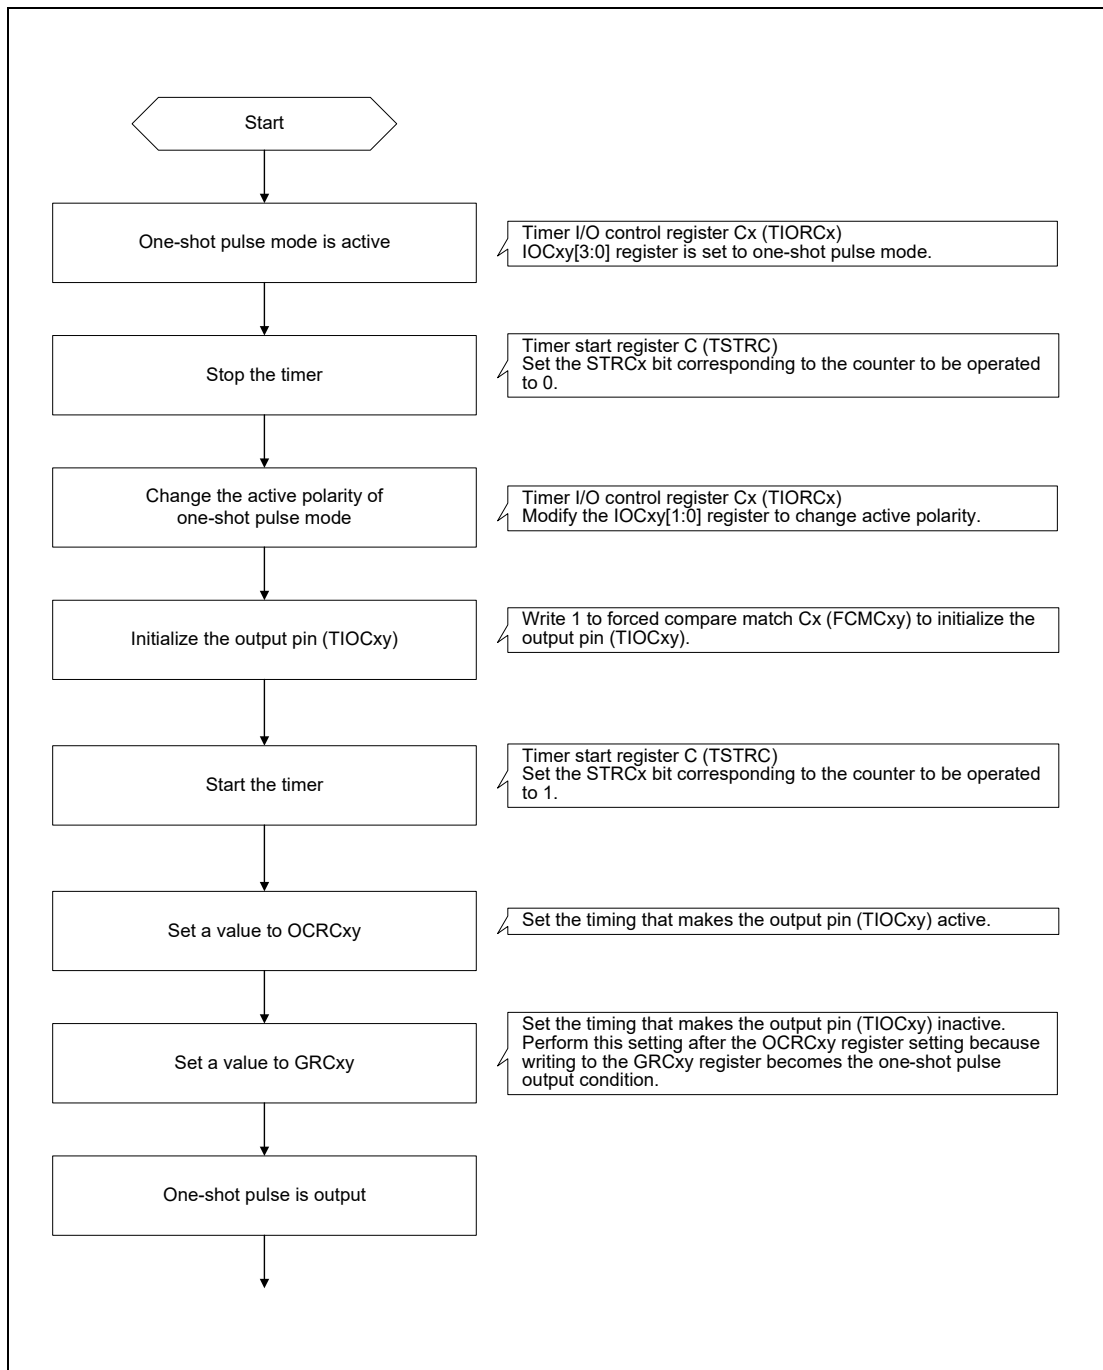 Start
One-shot pulse mode is active
Timer I/O control register Cx (TIORCx)
IOCxy[3:0] register is set to one-shot pulse mode.
Stop the timer
Timer start register C (TSTRC)
Set the STRCx bit corresponding to the counter to be operated
to 0.
Change the active polarity of
one-shot pulse mode
Timer I/O control register Cx (TIORCx)
Modify the IOCxy[1:0] register to change active polarity.
Initialize the output pin (TIOCxy)
Write 1 to forced compare match Cx (FCMCxy) to initialize the
output pin (TIOCxy).
Start the timer
Timer start register C (TSTRC)
Set the STRCx bit corresponding to the counter to be operated
to 1.
Set a value to OCRCxy
Set the timing that makes the output pin (TIOCxy) active.
Set a value to GRCxy
Set the timing that makes the output pin (TIOCxy) inactive.
Perform this setting after the OCRCxy register setting because
writing to the GRCxy register becomes the one-shot pulse
output condition.
One-shot pulse is output